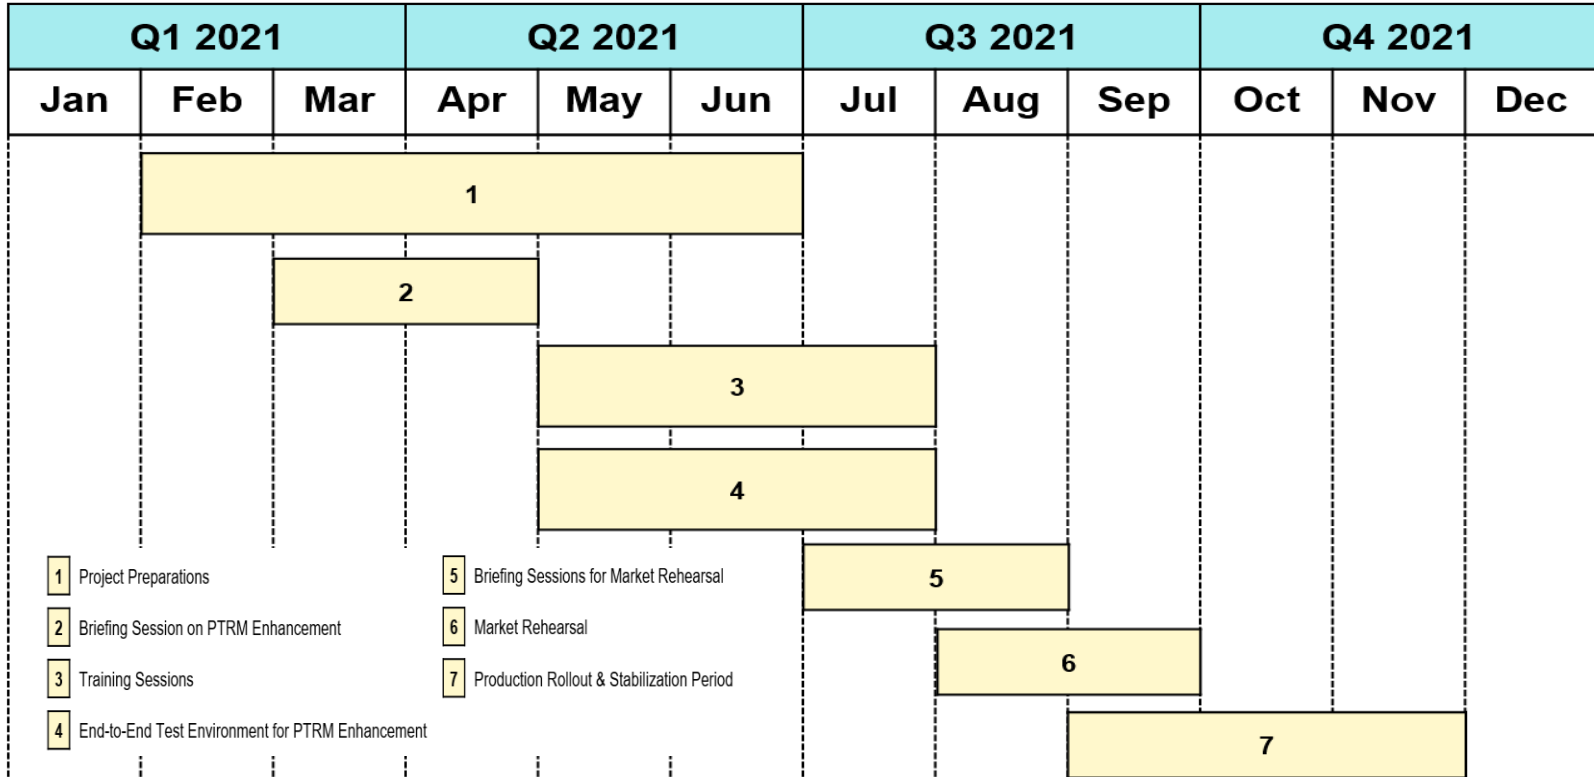 Q1 2021 Q2 2021 Q3 2021 Q4 2021
Jan Feb Mar Apr May Jun Jul Aug Sep Oct Nov Dec
1
2
3
4
5
6
7
1 Project Preparations
2 Briefing Session on PTRM Enhancement
3 Training Sessions
4 End-to-End Test Environment for PTRM Enhancement
5 Briefing Sessions for Market Rehearsal
6 Market Rehearsal
7 Production Rollout & Stabilization Period